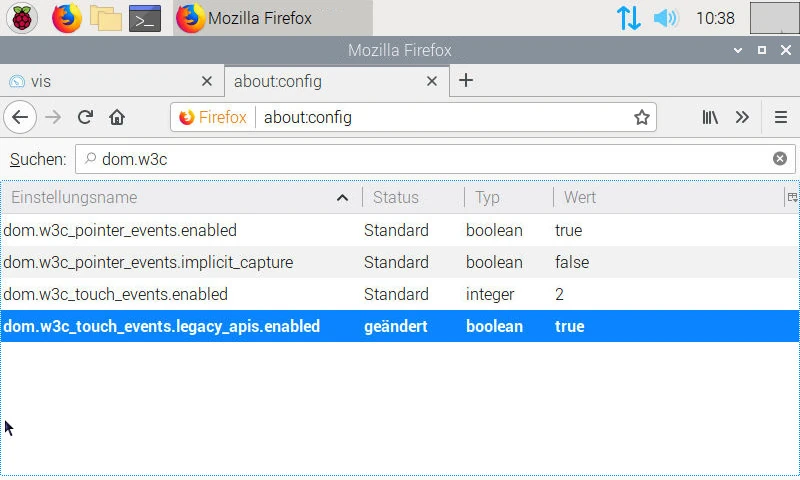 Mozilla Firefox 10:38
Mozilla Firefox
vis about:config
Firefox about:config
Suchen: dom.w3c
Einstellungsname Status Typ Wert
dom.w3c_pointer_events.enabled Standard boolean true
dom.w3c_pointer_events.implicit_capture Standard boolean false
dom.w3c_touch_events.enabled Standard integer 2
dom.w3c_touch_events.legacy_apis.enabled geändert boolean true